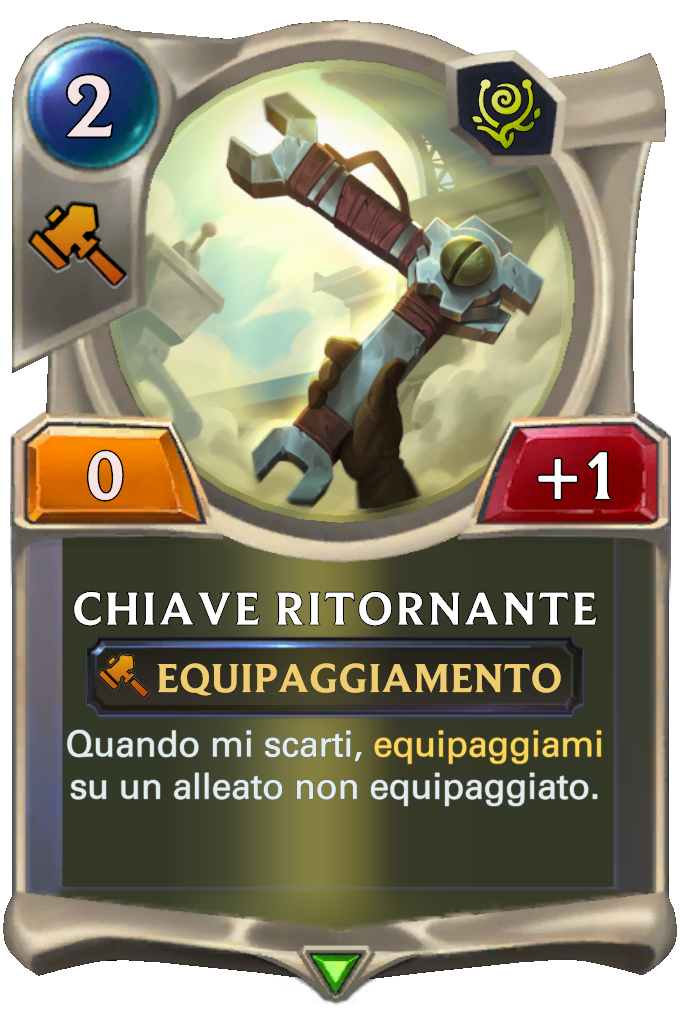 2
0
+1
CHIAVE RITORNANTE
EQUIPAGGIAMENTO
Quando mi scarti, equipaggiami
su un alleato non equipaggiato.